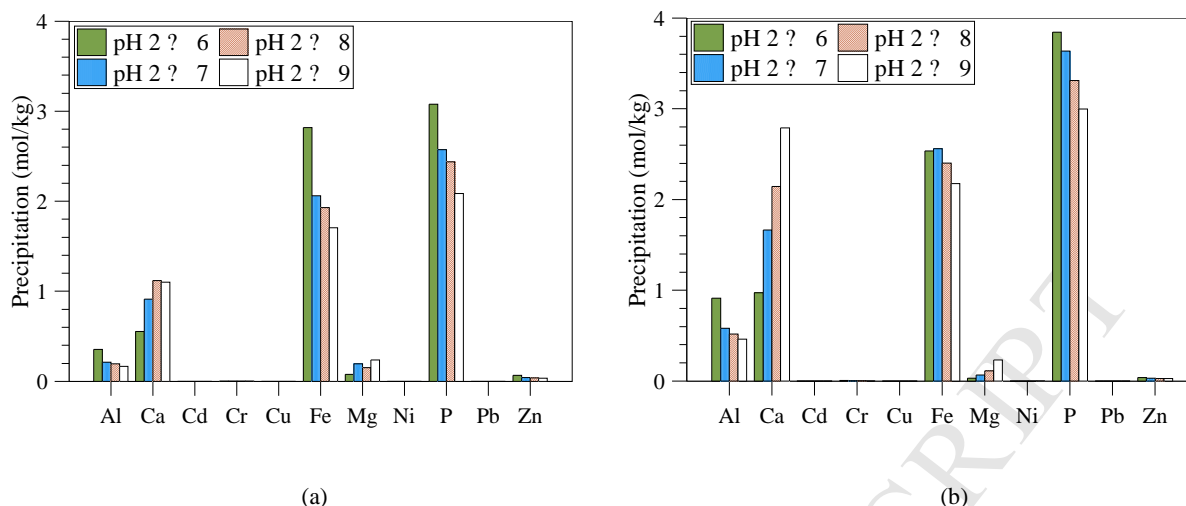 4
3
2
1
0
Precipitation (mol/kg)
pH 2 ? 6
pH 2 ? 8
pH 2 ? 7
pH 2 ? 9
Al Ca Cd Cr Cu Fe Mg Ni P Pb Zn
(a)
4
3
2
1
0
Precipitation (mol/kg)
pH 2 ? 6
pH 2 ? 8
pH 2 ? 7
pH 2 ? 9
Al Ca Cd Cr Cu Fe Mg Ni P Pb Zn
(b)
CRIPT